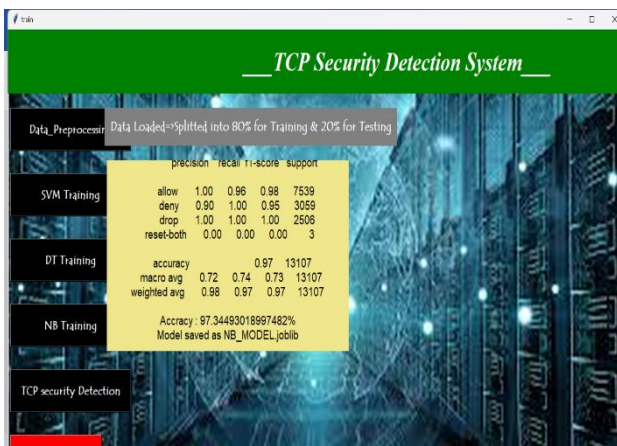 train
___TCP Security Detection System___
Data_Preprocessin
Data Loaded=>Splitted into 80% for Training & 20% for Testing
precision recall f1-score support
allow 1.00 0.96 0.98 7539
deny 0.90 1.00 0.95 3059
drop 1.00 1.00 1.00 2506
reset-both 0.00 0.00 0.00 3
accuracy 0.97 13107
macro avg 0.72 0.74 0.73 13107
weighted avg 0.98 0.97 0.97 13107
Accracy : 97.34493018997482%
Model saved as NB_MODEL.joblib
SVM Training
DT Training
NB Training
TCP security Detection